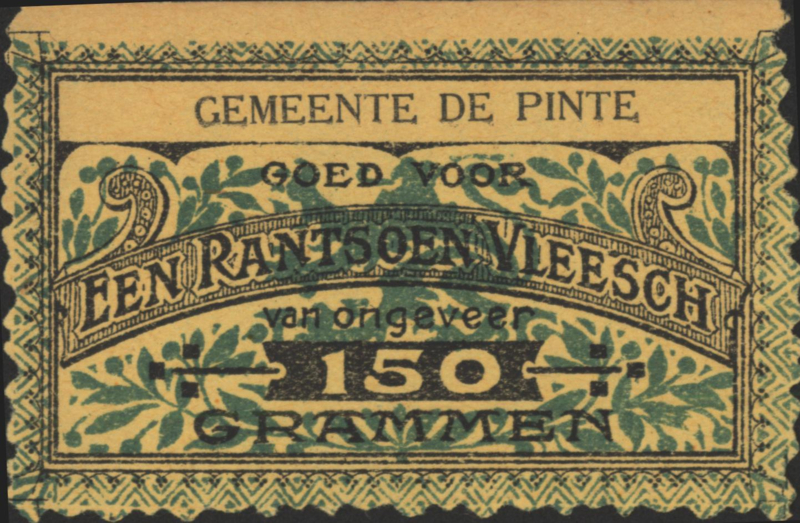 GEMEENTE DE PINTE
GOED VOOR
EEN RANTSOEN VLEESCH
van ongeveer
150
GRAMMEN